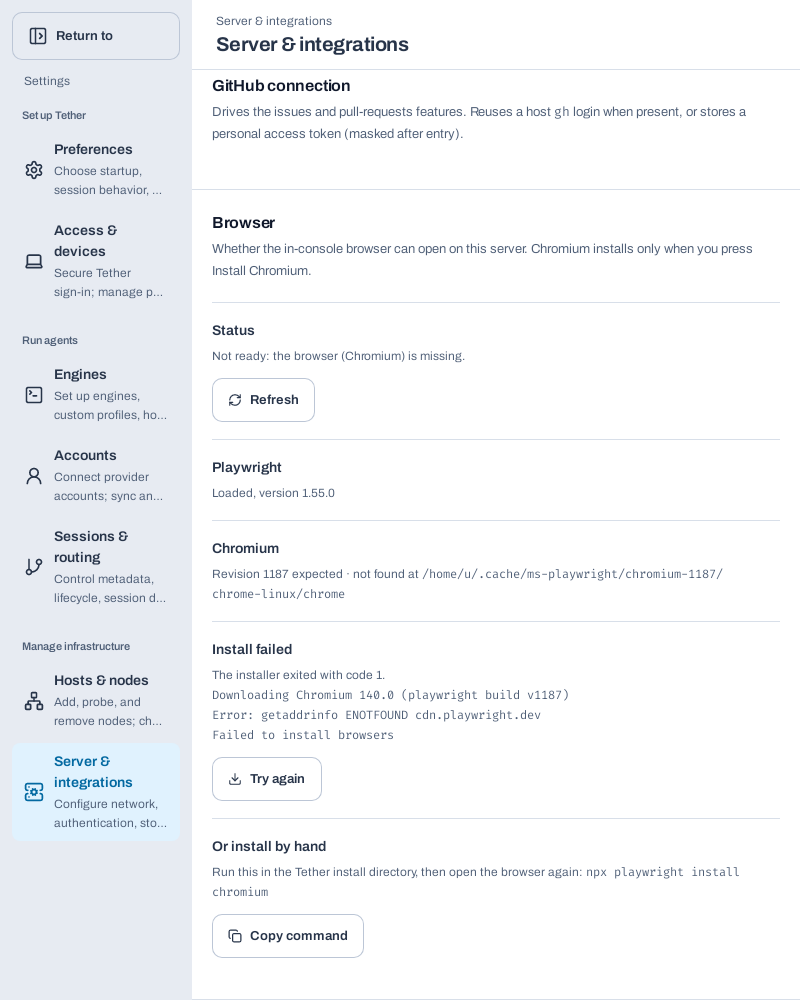 Return to
Settings
Set up Tether
Preferences
Choose startup,
session behavior, ...
Access &
devices
Secure Tether
sign-in; manage p...
Run agents
Engines
Set up engines,
custom profiles, ho...
Accounts
Connect provider
accounts; sync an...
Sessions &
routing
Control metadata,
lifecycle, session d...
Manage infrastructure
Hosts & nodes
Add, probe, and
remove nodes; ch...
Server &
integrations
Configure network,
authentication, sto...
Server & integrations
Server & integrations
GitHub connection
Drives the issues and pull-requests features. Reuses a host gh login when present, or stores a
personal access token (masked after entry).
Browser
Whether the in-console browser can open on this server. Chromium installs only when you press
Install Chromium.
Status
Not ready: the browser (Chromium) is missing.
Refresh
Playwright
Loaded, version 1.55.0
Chromium
Revision 1187 expected · not found at /home/u/.cache/ms-playwright/chromium-1187/
chrome-linux/chrome
Install failed
The installer exited with code 1.
Downloading Chromium 140.0 (playwright build v1187)
Error: getaddrinfo ENOTFOUND cdn.playwright.dev
Failed to install browsers
Try again
Or install by hand
Run this in the Tether install directory, then open the browser again: npx playwright install
chromium
Copy command